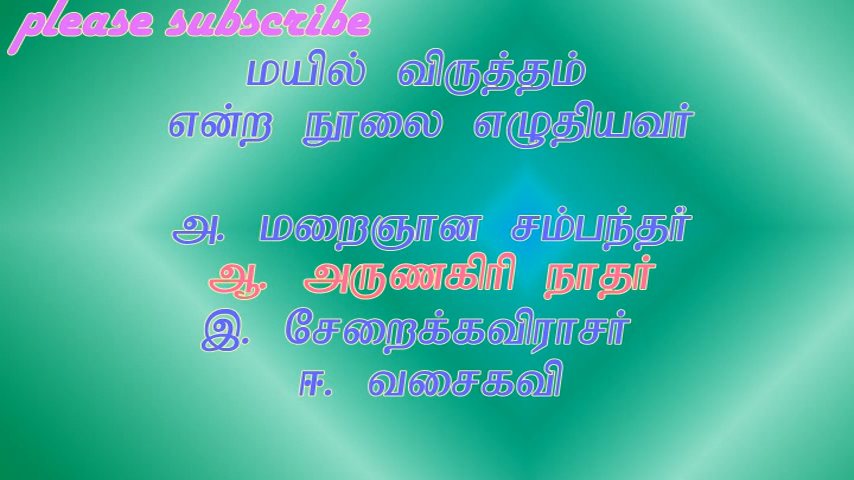 please subscribe
மயில் விருத்தம்
என்ற நூலை எழுதியவர்
அ. மறைஞான சம்பந்தர்
ஆ. அருணகிரி நாதர்
இ. சேறைக்கவிராசர்
ஈ. வசைகவி